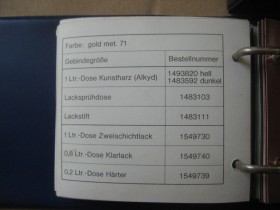 Farbe: gold met. 71
Gebindegröße Bestellnummer
1 Ltr.-Dose Kunstharz (Alkyd) 1493820 hell
1483592 dunkel
Lacksprühdose 1483103
Lackstift 1483111
1 Ltr.-Dose Zweischichtlack 1549730
0,8 Ltr.-Dose Klarlack 1549740
0,2 Ltr.-Dose Härter 1549739